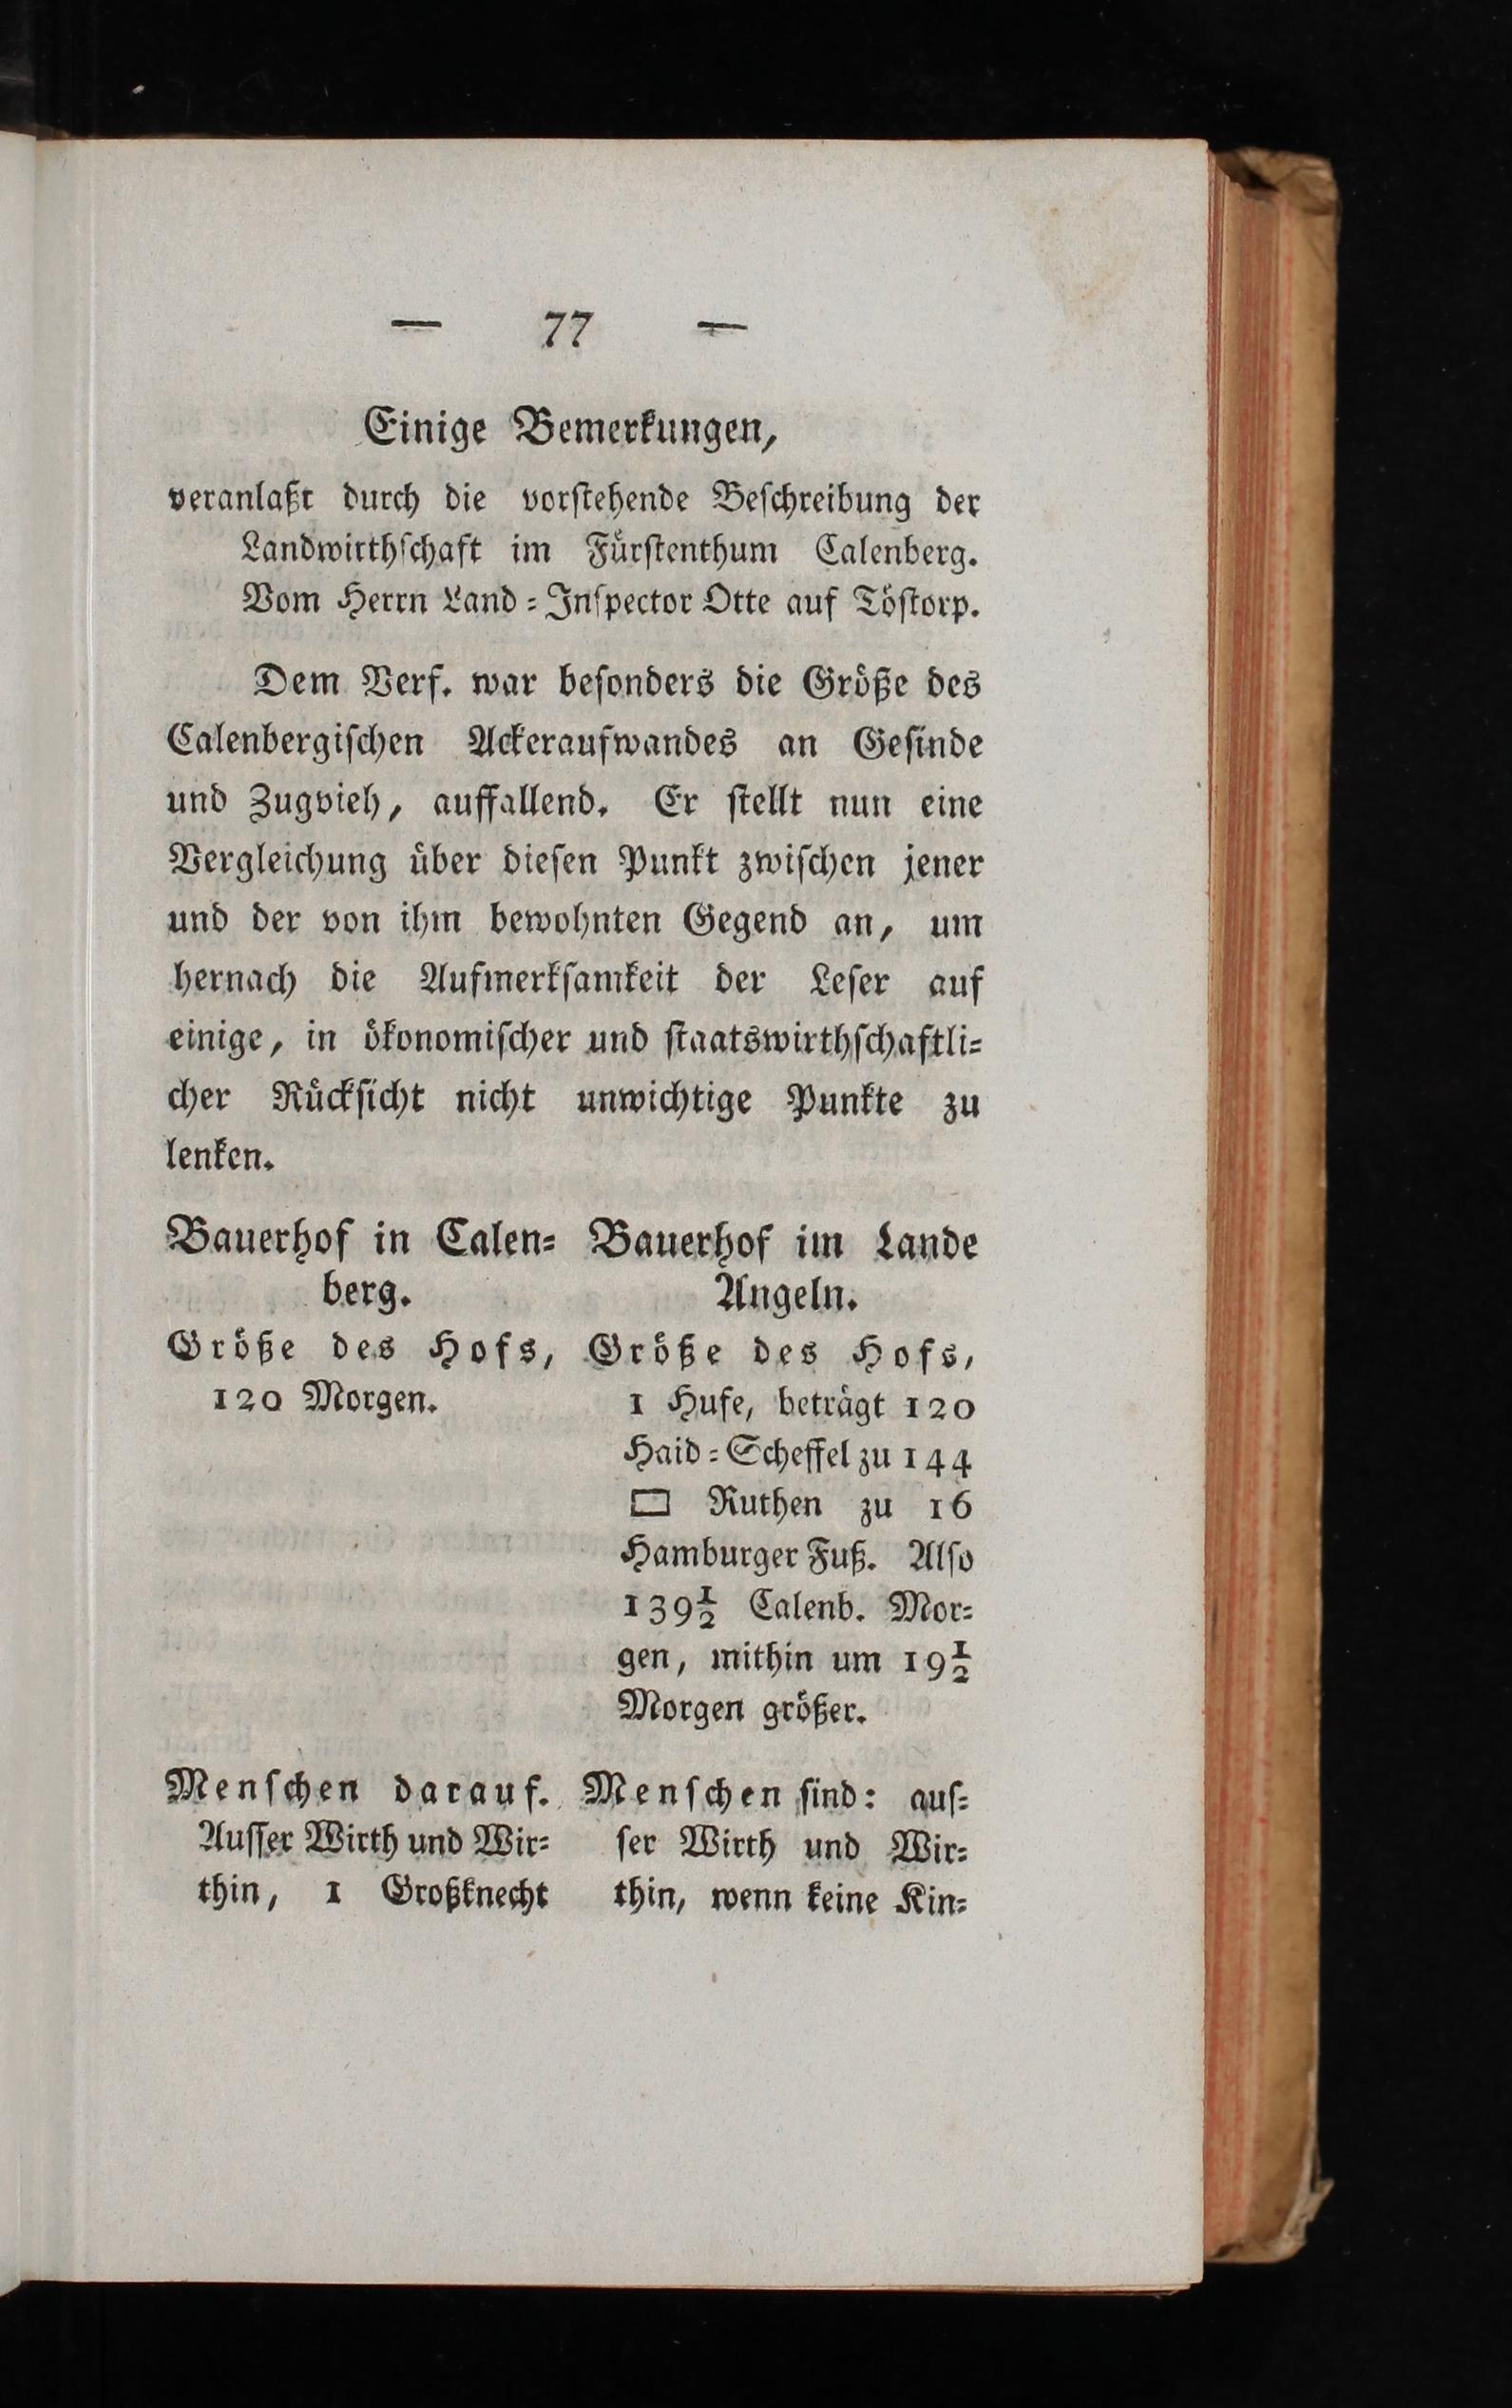 — 77 —
Einige Bemerkungen,
veranlaßt durch die vorſtehende Beſchreibung der
Landwirthſchaft im Fürſtenthum Calenberg.
Vom Herrn Land-Inſpector Otte auf Töſtorp.
Dem Verf. war beſonders die Größe des
Calenbergiſchen Ackeraufwandes an Geſinde
und Zugvieh, auffallend. Er ſtellt nun eine
Vergleichung über dieſen Punkt zwiſchen jener
und der von ihm bewohnten Gegend an, um
hernach die Aufmerkſamkeit der Leſer auf
einige, in ökonomiſcher und ſtaatswirthſchaftli-
cher Rückſicht nicht unwichtige Punkte zu
lenken.
Bauerhof in Calen-
berg.
Größe des Hofs,
120 Morgen.
Menſchen darauf.
Auſſer Wirth und Wir-
thin, 1 Großknecht
Bauerhof im Lande
Angeln.
Größe des Hofs,
1 Hufe, beträgt 120
Haid-Scheffel zu 144
▭ Ruthen zu 16
Hamburger Fuß. Alſo
139½ Calenb. Mor-
gen, mithin um 19½
Morgen größer.
Menſchen ſind: auſ-
ſer Wirth und Wir-
thin, wenn keine Kin-